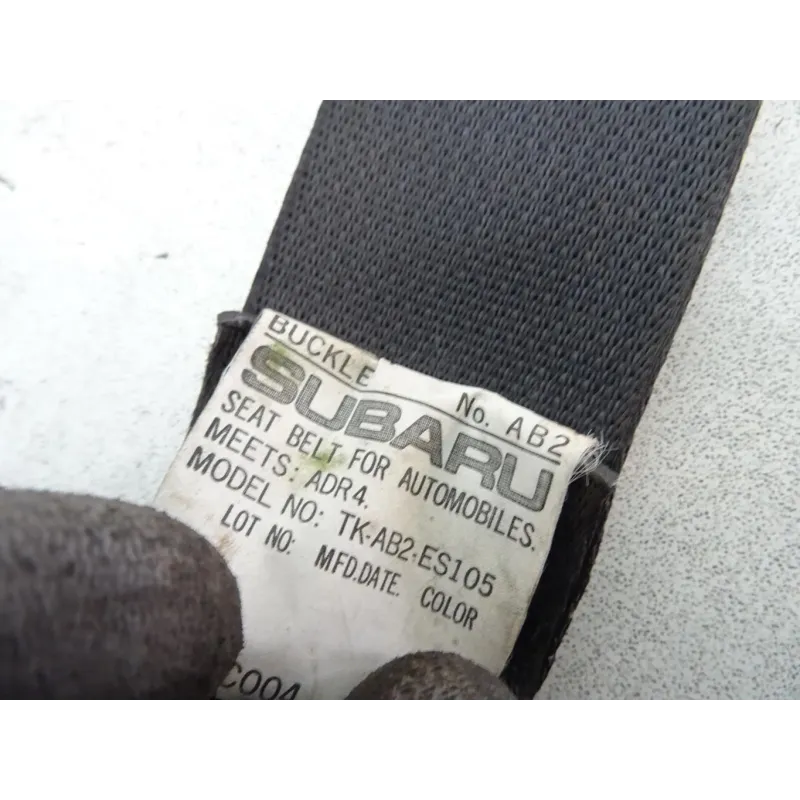 BUCKLE No. AB2
SUBARU
SEAT BELT FOR AUTOMOBILES.
MEETS: ADR4.
MODEL NO: TK-AB2-ES105
LOT NO: MFD.DATE. COLOR
C004